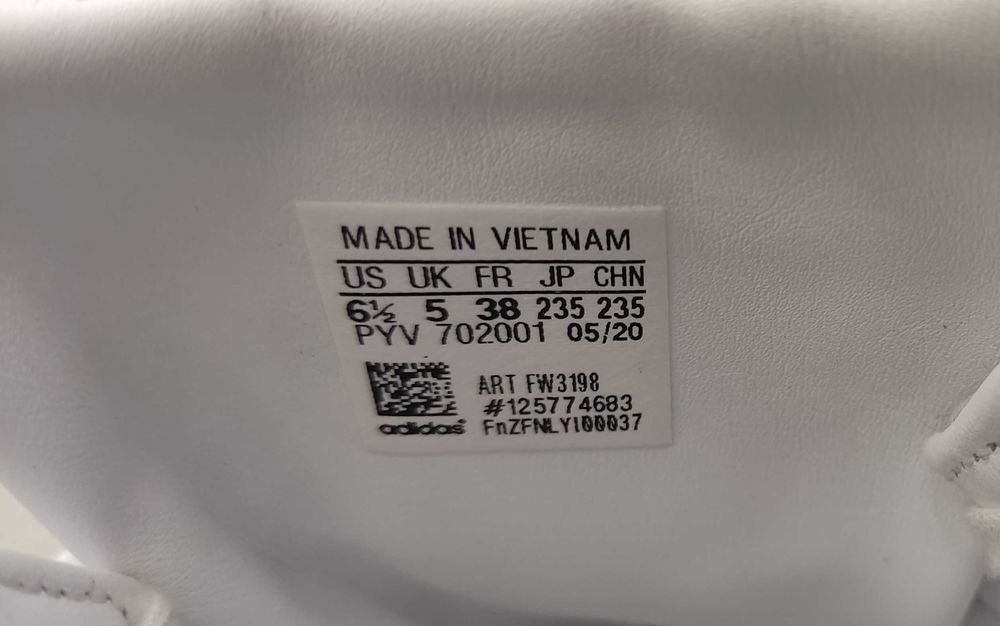 MADE IN VIETNAM
US UK FR JP CHN
6½ 5 38 235 235
PYV 702001 05/20
ART FW3198
#125774683
adidas FnZFNLYI00037